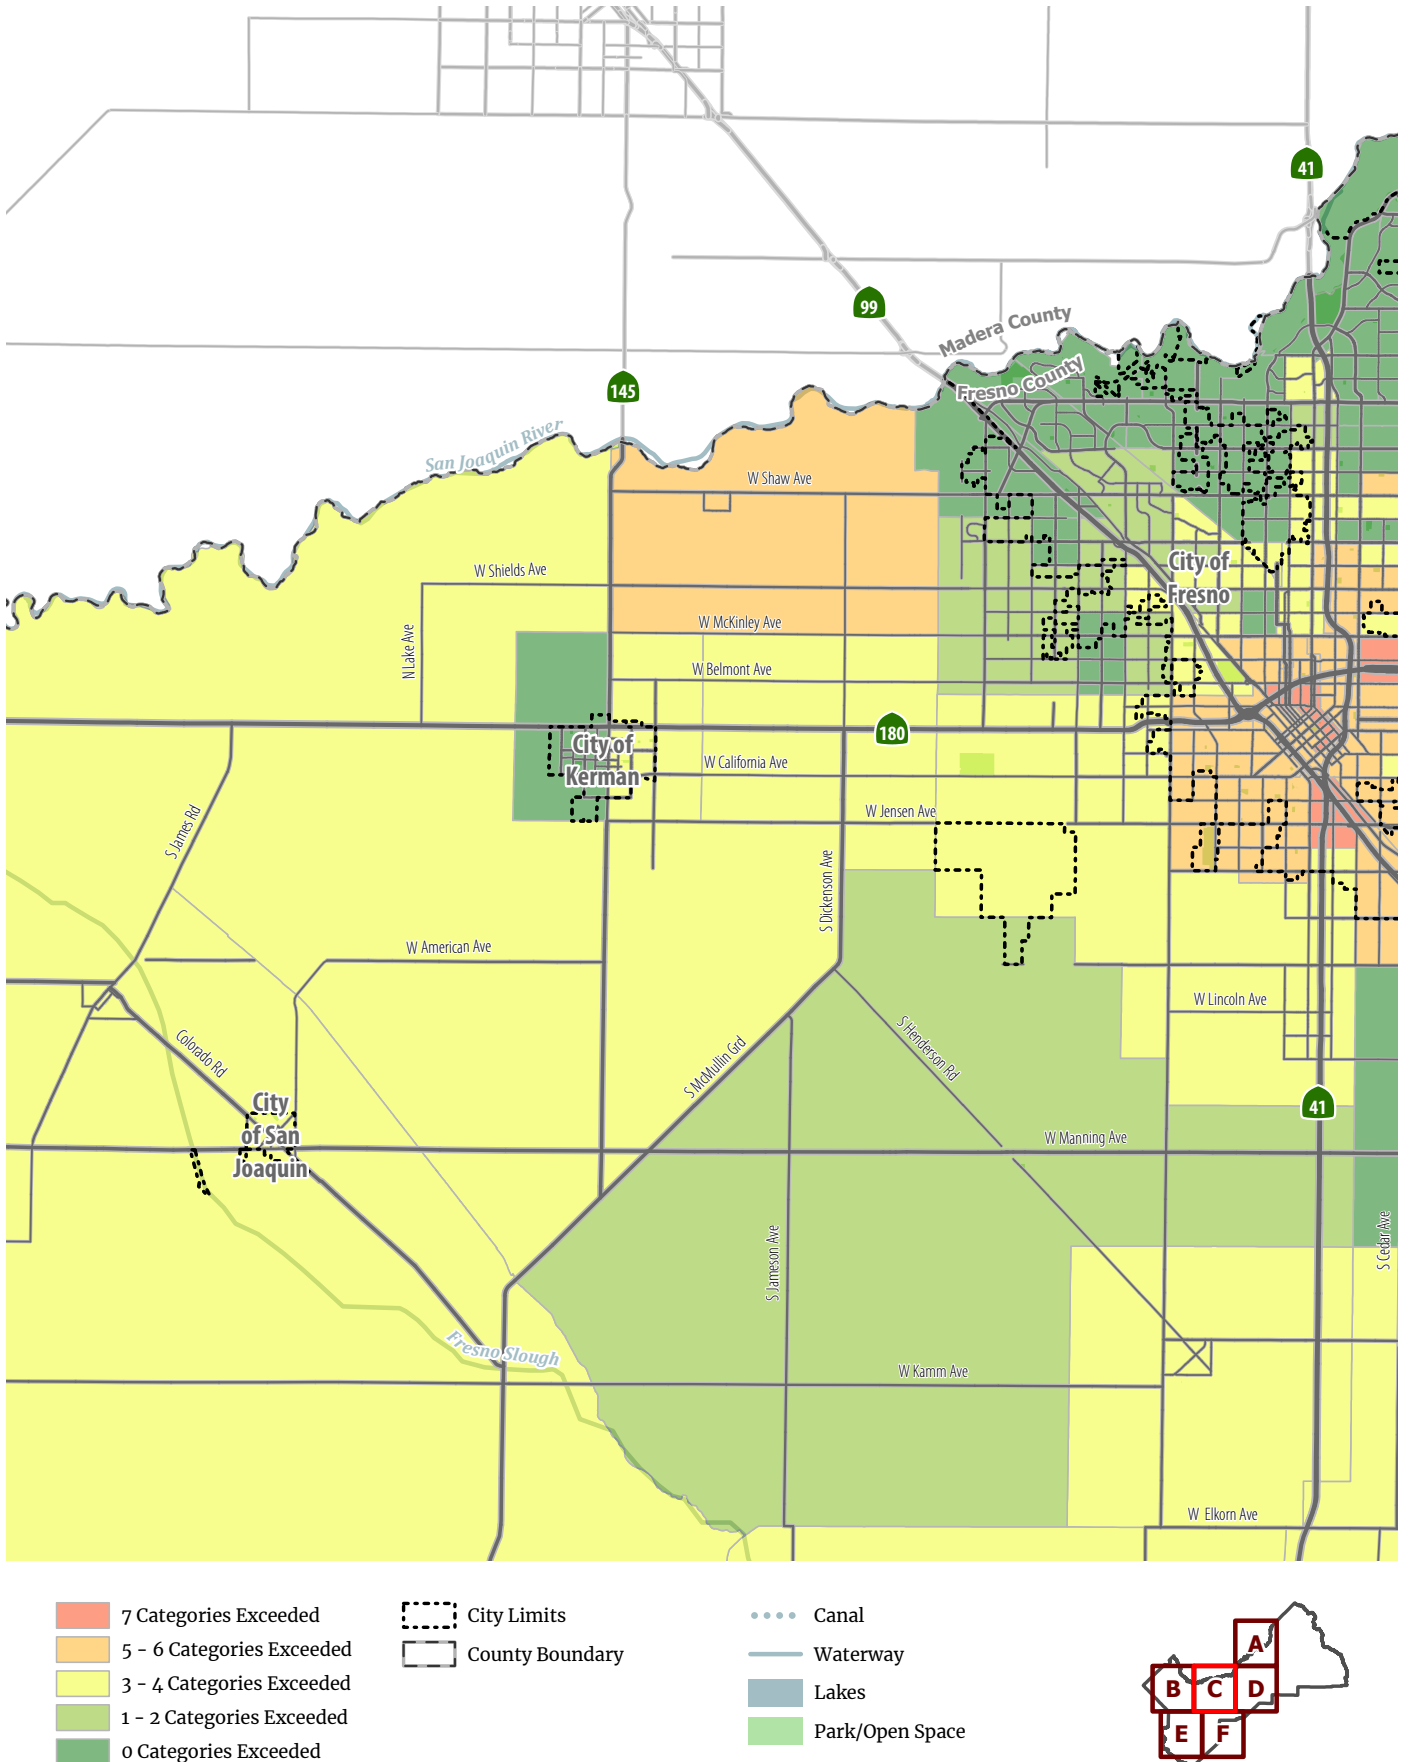 41
99
Madera County
Fresno County
145
San Joaquin River
W Shaw Ave
W Shields Ave
City of
Fresno
W McKinley Ave
N Lake Ave
W Belmont Ave
180
City of
Kerman
W California Ave
W Jensen Ave
S James Rd
S Dickenson Ave
W American Ave
W Lincoln Ave
S Henderson Rd
Colorado Rd
S McMullin Grd
City
of San
Joaquin
41
W Manning Ave
S Jameson Ave
S Cedar Ave
Fresno Slough
W Kamm Ave
W Elkorn Ave
7 Categories Exceeded
5 - 6 Categories Exceeded
3 - 4 Categories Exceeded
1 - 2 Categories Exceeded
0 Categories Exceeded
City Limits
County Boundary
Canal
Waterway
Lakes
Park/Open Space
A
B C D
E F